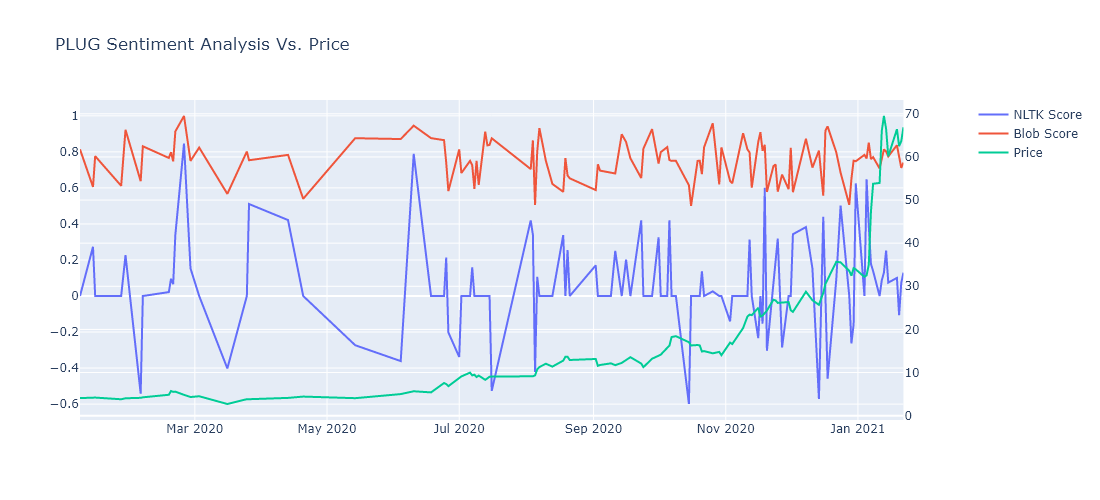 PLUG Sentiment Analysis Vs. Price
1
0.8
0.6
0.4
0.2
0
−0.2
−0.4
−0.6
70
60
50
40
30
20
10
0
Mar 2020
May 2020
Jul 2020
Sep 2020
Nov 2020
Jan 2021
NLTK Score
Blob Score
Price